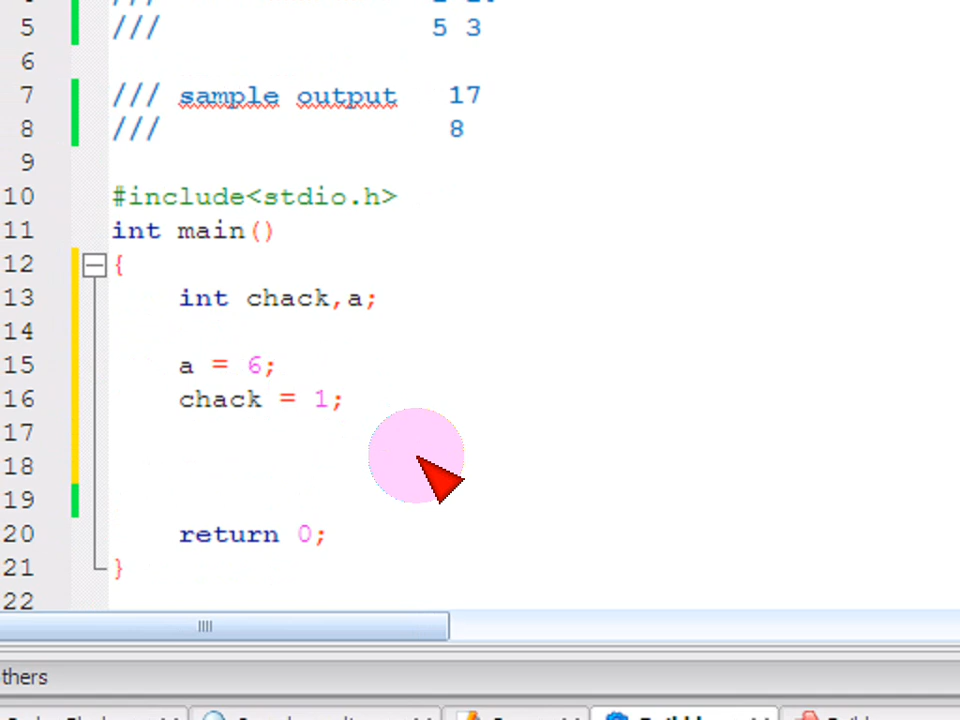 5 /// 5 3
6
7 /// sample output 17
8 /// 8
9
10 #include<stdio.h>
11 int main()
12 {
13 int chack,a;
14
15 a = 6;
16 chack = 1;
17
18
19
20 return 0;
21 }
22
thers